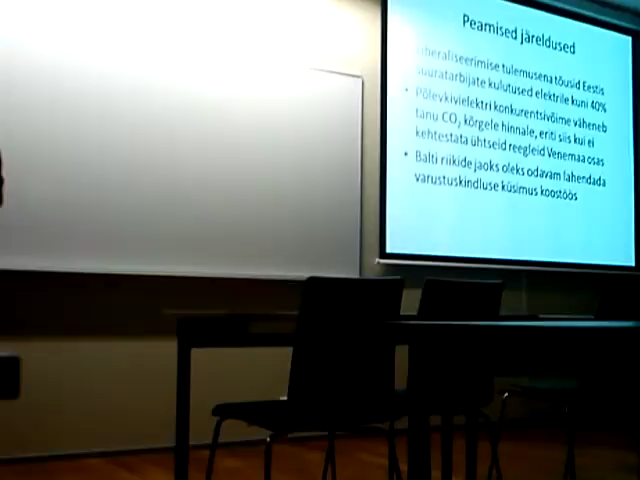 Peamised järeldused
liberaliseerimise tulemusena tõusid Eestis
suuratarbijate kulutused elektrile kuni 40%
• Põlevkivielektri konkurentsivõime väheneb
tänu CO₂ kõrgele hinnale, eriti siis kui ei
kehtestata ühtseid reegleid Venemaa osas
• Balti riikide jaoks oleks odavam lahendada
varustuskindluse küsimus koostöös